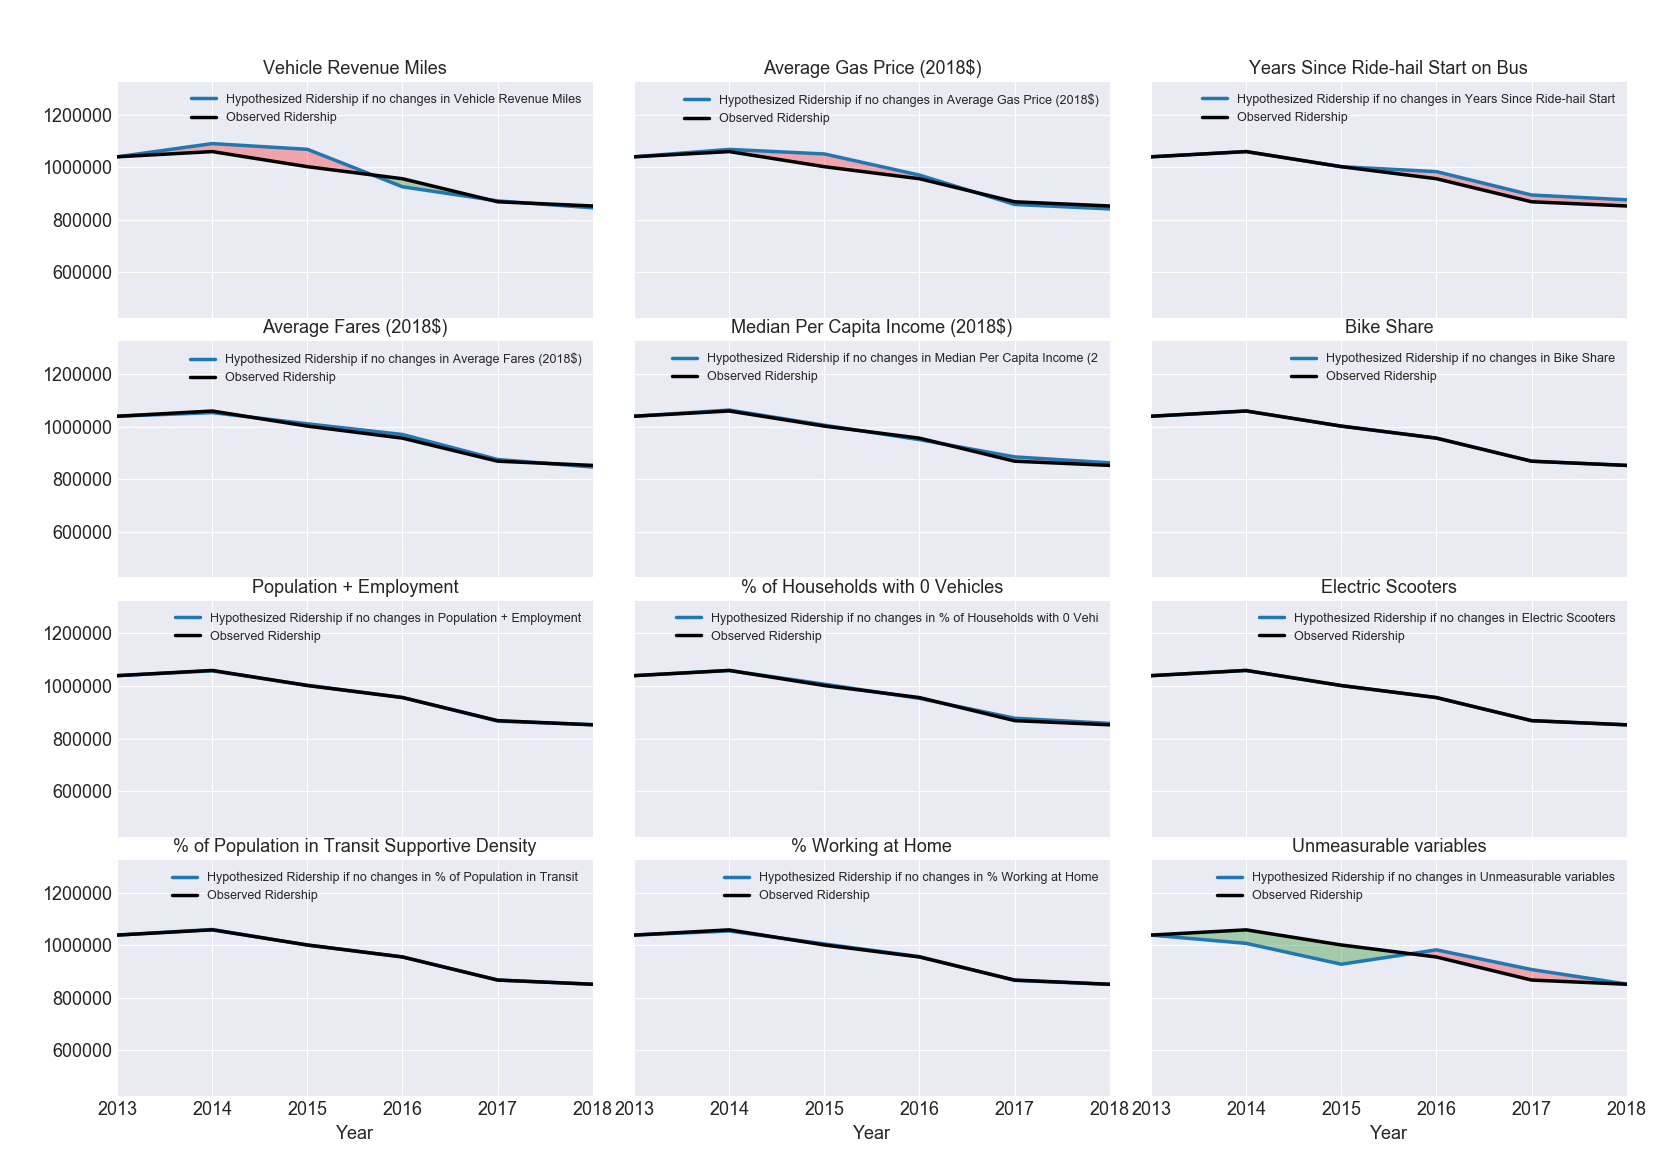 Vehicle Revenue Miles
Hypothesized Ridership if no changes in Vehicle Revenue Miles
Observed Ridership
1200000
1000000
800000
600000
Average Gas Price (2018$)
Hypothesized Ridership if no changes in Average Gas Price (2018$)
Observed Ridership
Years Since Ride-hail Start on Bus
Hypothesized Ridership if no changes in Years Since Ride-hail Start
Observed Ridership
Average Fares (2018$)
Hypothesized Ridership if no changes in Average Fares (2018$)
Observed Ridership
1200000
1000000
800000
600000
Median Per Capita Income (2018$)
Hypothesized Ridership if no changes in Median Per Capita Income (2
Observed Ridership
Bike Share
Hypothesized Ridership if no changes in Bike Share
Observed Ridership
Population + Employment
Hypothesized Ridership if no changes in Population + Employment
Observed Ridership
1200000
1000000
800000
600000
% of Households with 0 Vehicles
Hypothesized Ridership if no changes in % of Households with 0 Vehi
Observed Ridership
Electric Scooters
Hypothesized Ridership if no changes in Electric Scooters
Observed Ridership
% of Population in Transit Supportive Density
Hypothesized Ridership if no changes in % of Population in Transit
Observed Ridership
1200000
1000000
800000
600000
2013 2014 2015 2016 2017 2018
Year
% Working at Home
Hypothesized Ridership if no changes in % Working at Home
Observed Ridership
2013 2014 2015 2016 2017 2018
Year
Unmeasurable variables
Hypothesized Ridership if no changes in Unmeasurable variables
Observed Ridership
2013 2014 2015 2016 2017 2018
Year